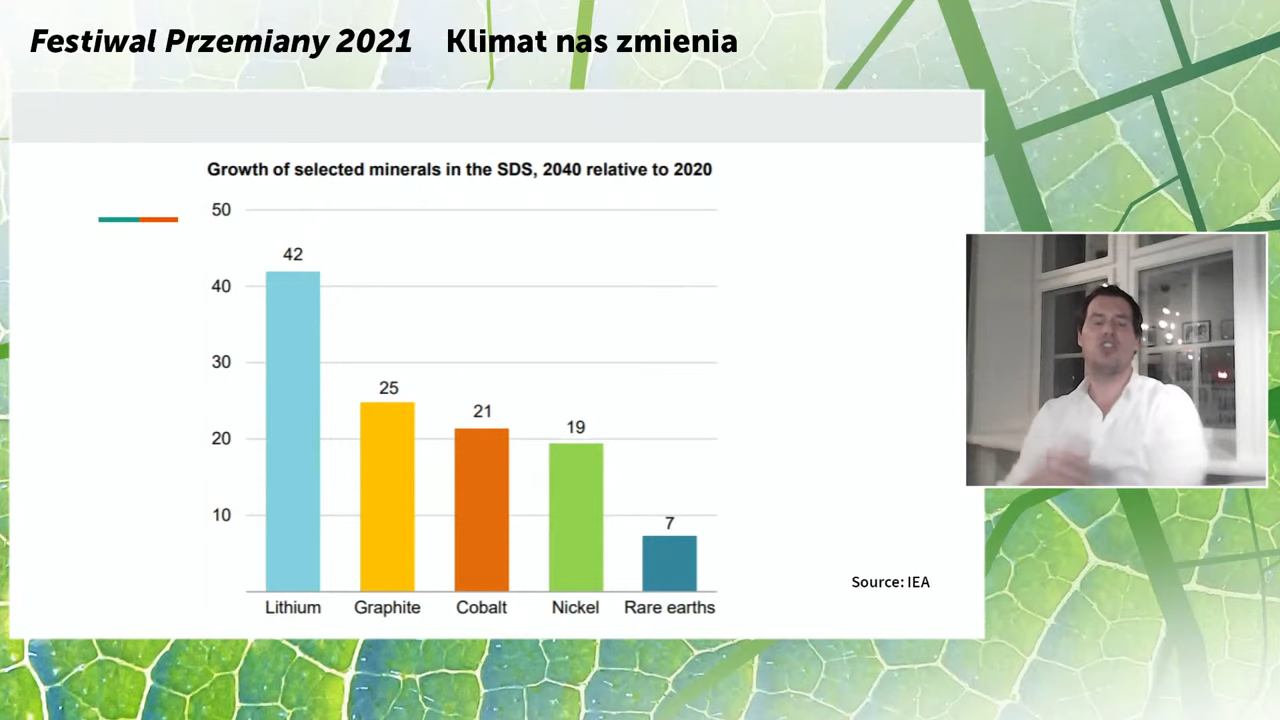 Festiwal Przemiany 2021 Klimat nas zmienia
Growth of selected minerals in the SDS, 2040 relative to 2020
50
42
40
30
25
21
20
19
10
7
Lithium Graphite Cobalt Nickel Rare earths
Source: IEA